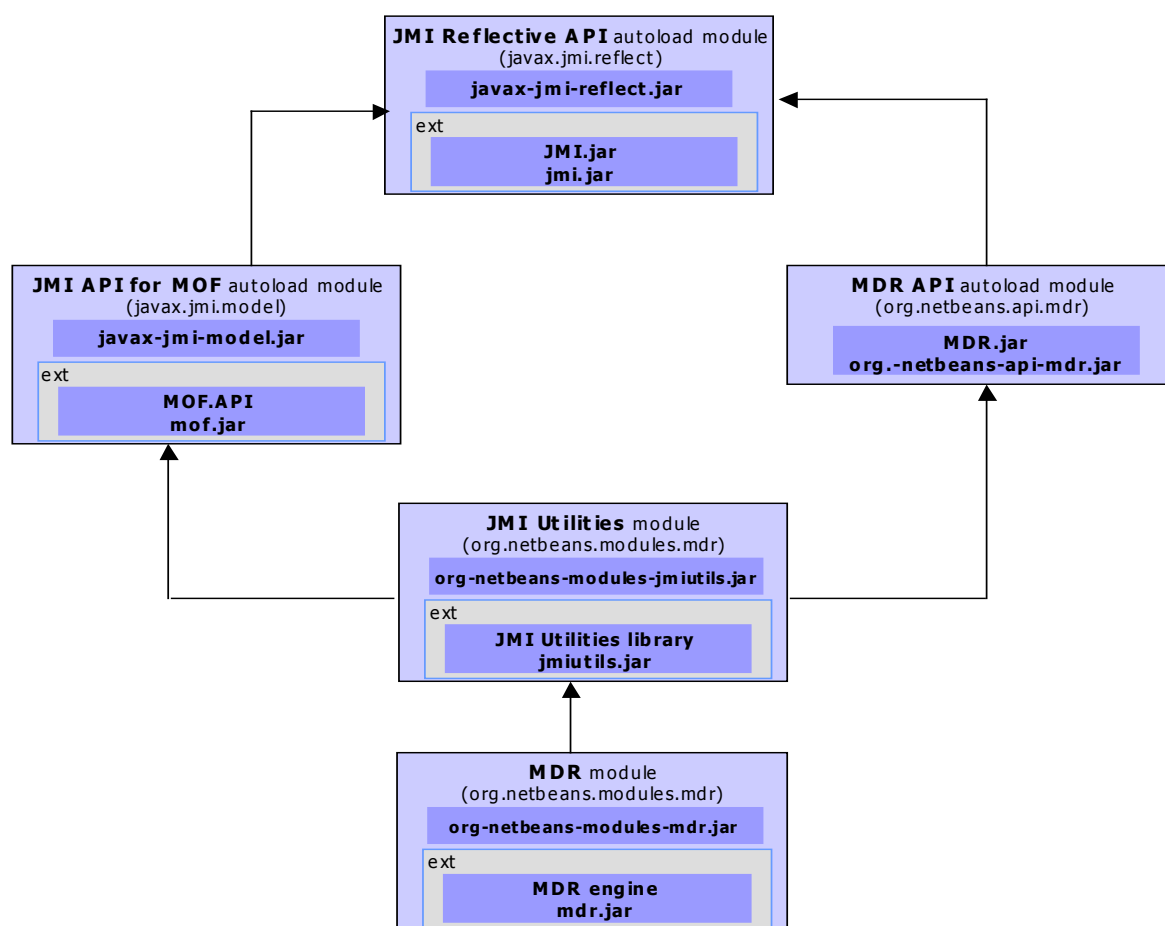 JMI Reflective API autoload module
(javax.jmi.reflect)
javax-jmi-reflect.jar
ext
JMI.jar
jmi.jar
JMI API for MOF autoload module
(javax.jmi.model)
javax-jmi-model.jar
ext
MOF.API
mof.jar
MDR API autoload module
(org.netbeans.api.mdr)
MDR.jar
org.-netbeans-api-mdr.jar
JMI Utilities module
(org.netbeans.modules.mdr)
org-netbeans-modules-jmiutils.jar
ext
JMI Utilities library
jmiutils.jar
MDR module
(org.netbeans.modules.mdr)
org-netbeans-modules-mdr.jar
ext
MDR engine
mdr.jar